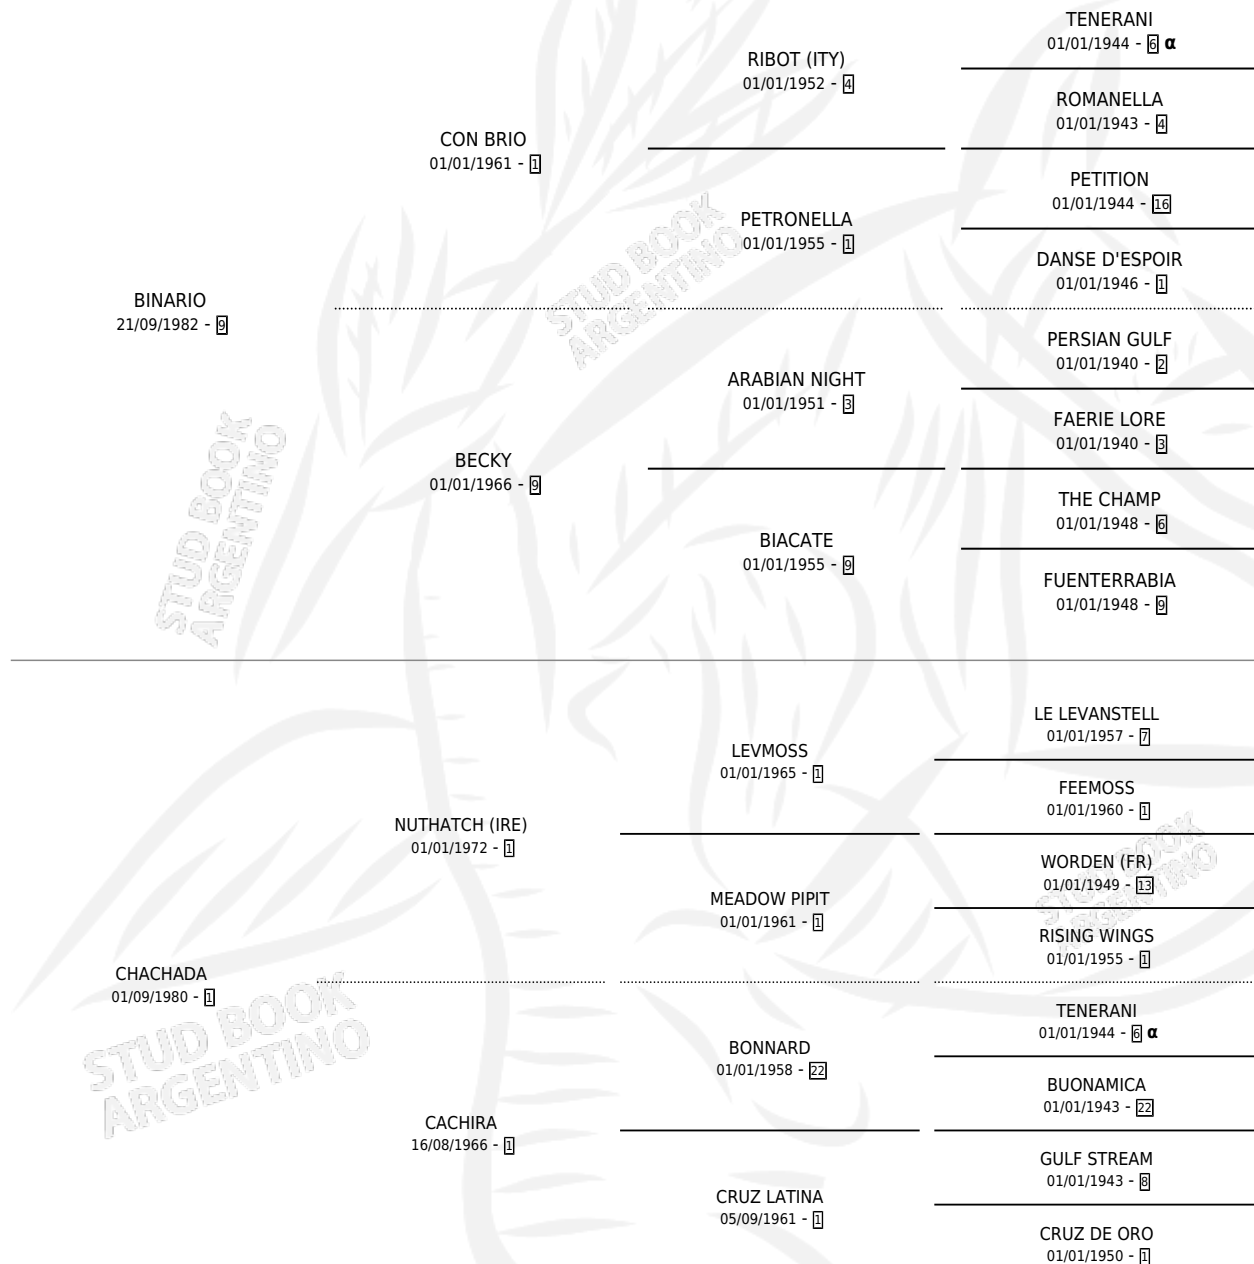 TENERANI
01/01/1944 - 6 α
RIBOT (ITY)
01/01/1952 - 4
ROMANELLA
01/01/1943 - 4
CON BRIO
01/01/1961 - 1
PETITION
01/01/1944 - 16
PETRONELLA
01/01/1955 - 1
DANSE D'ESPOIR
01/01/1946 - 1
STUD BOOK
ARGENTINO
BINARIO
21/09/1982 - 9
PERSIAN GULF
01/01/1940 - 2
ARABIAN NIGHT
01/01/1951 - 3
FAERIE LORE
01/01/1940 - 3
BECKY
01/01/1966 - 9
THE CHAMP
01/01/1948 - 6
BIACATE
01/01/1955 - 9
FUENTERRABIA
01/01/1948 - 9
STUD BOOK
ARGENTINO
LE LEVANSTELL
01/01/1957 - 7
LEVMOSS
01/01/1965 - 1
FEEMOSS
01/01/1960 - 1
NUTHATCH (IRE)
01/01/1972 - 1
WORDEN (FR)
01/01/1949 - 13
MEADOW PIPIT
01/01/1961 - 1
RISING WINGS
01/01/1955 - 1
STUD BOOK
ARGENTINO
CHACHADA
01/09/1980 - 1
TENERANI
01/01/1944 - 6 α
BONNARD
01/01/1958 - 22
BUONAMICA
01/01/1943 - 22
CACHIRA
16/08/1966 - 1
GULF STREAM
01/01/1943 - 8
CRUZ LATINA
05/09/1961 - 1
CRUZ DE ORO
01/01/1950 - 1
STUD BOOK
ARGENTINO